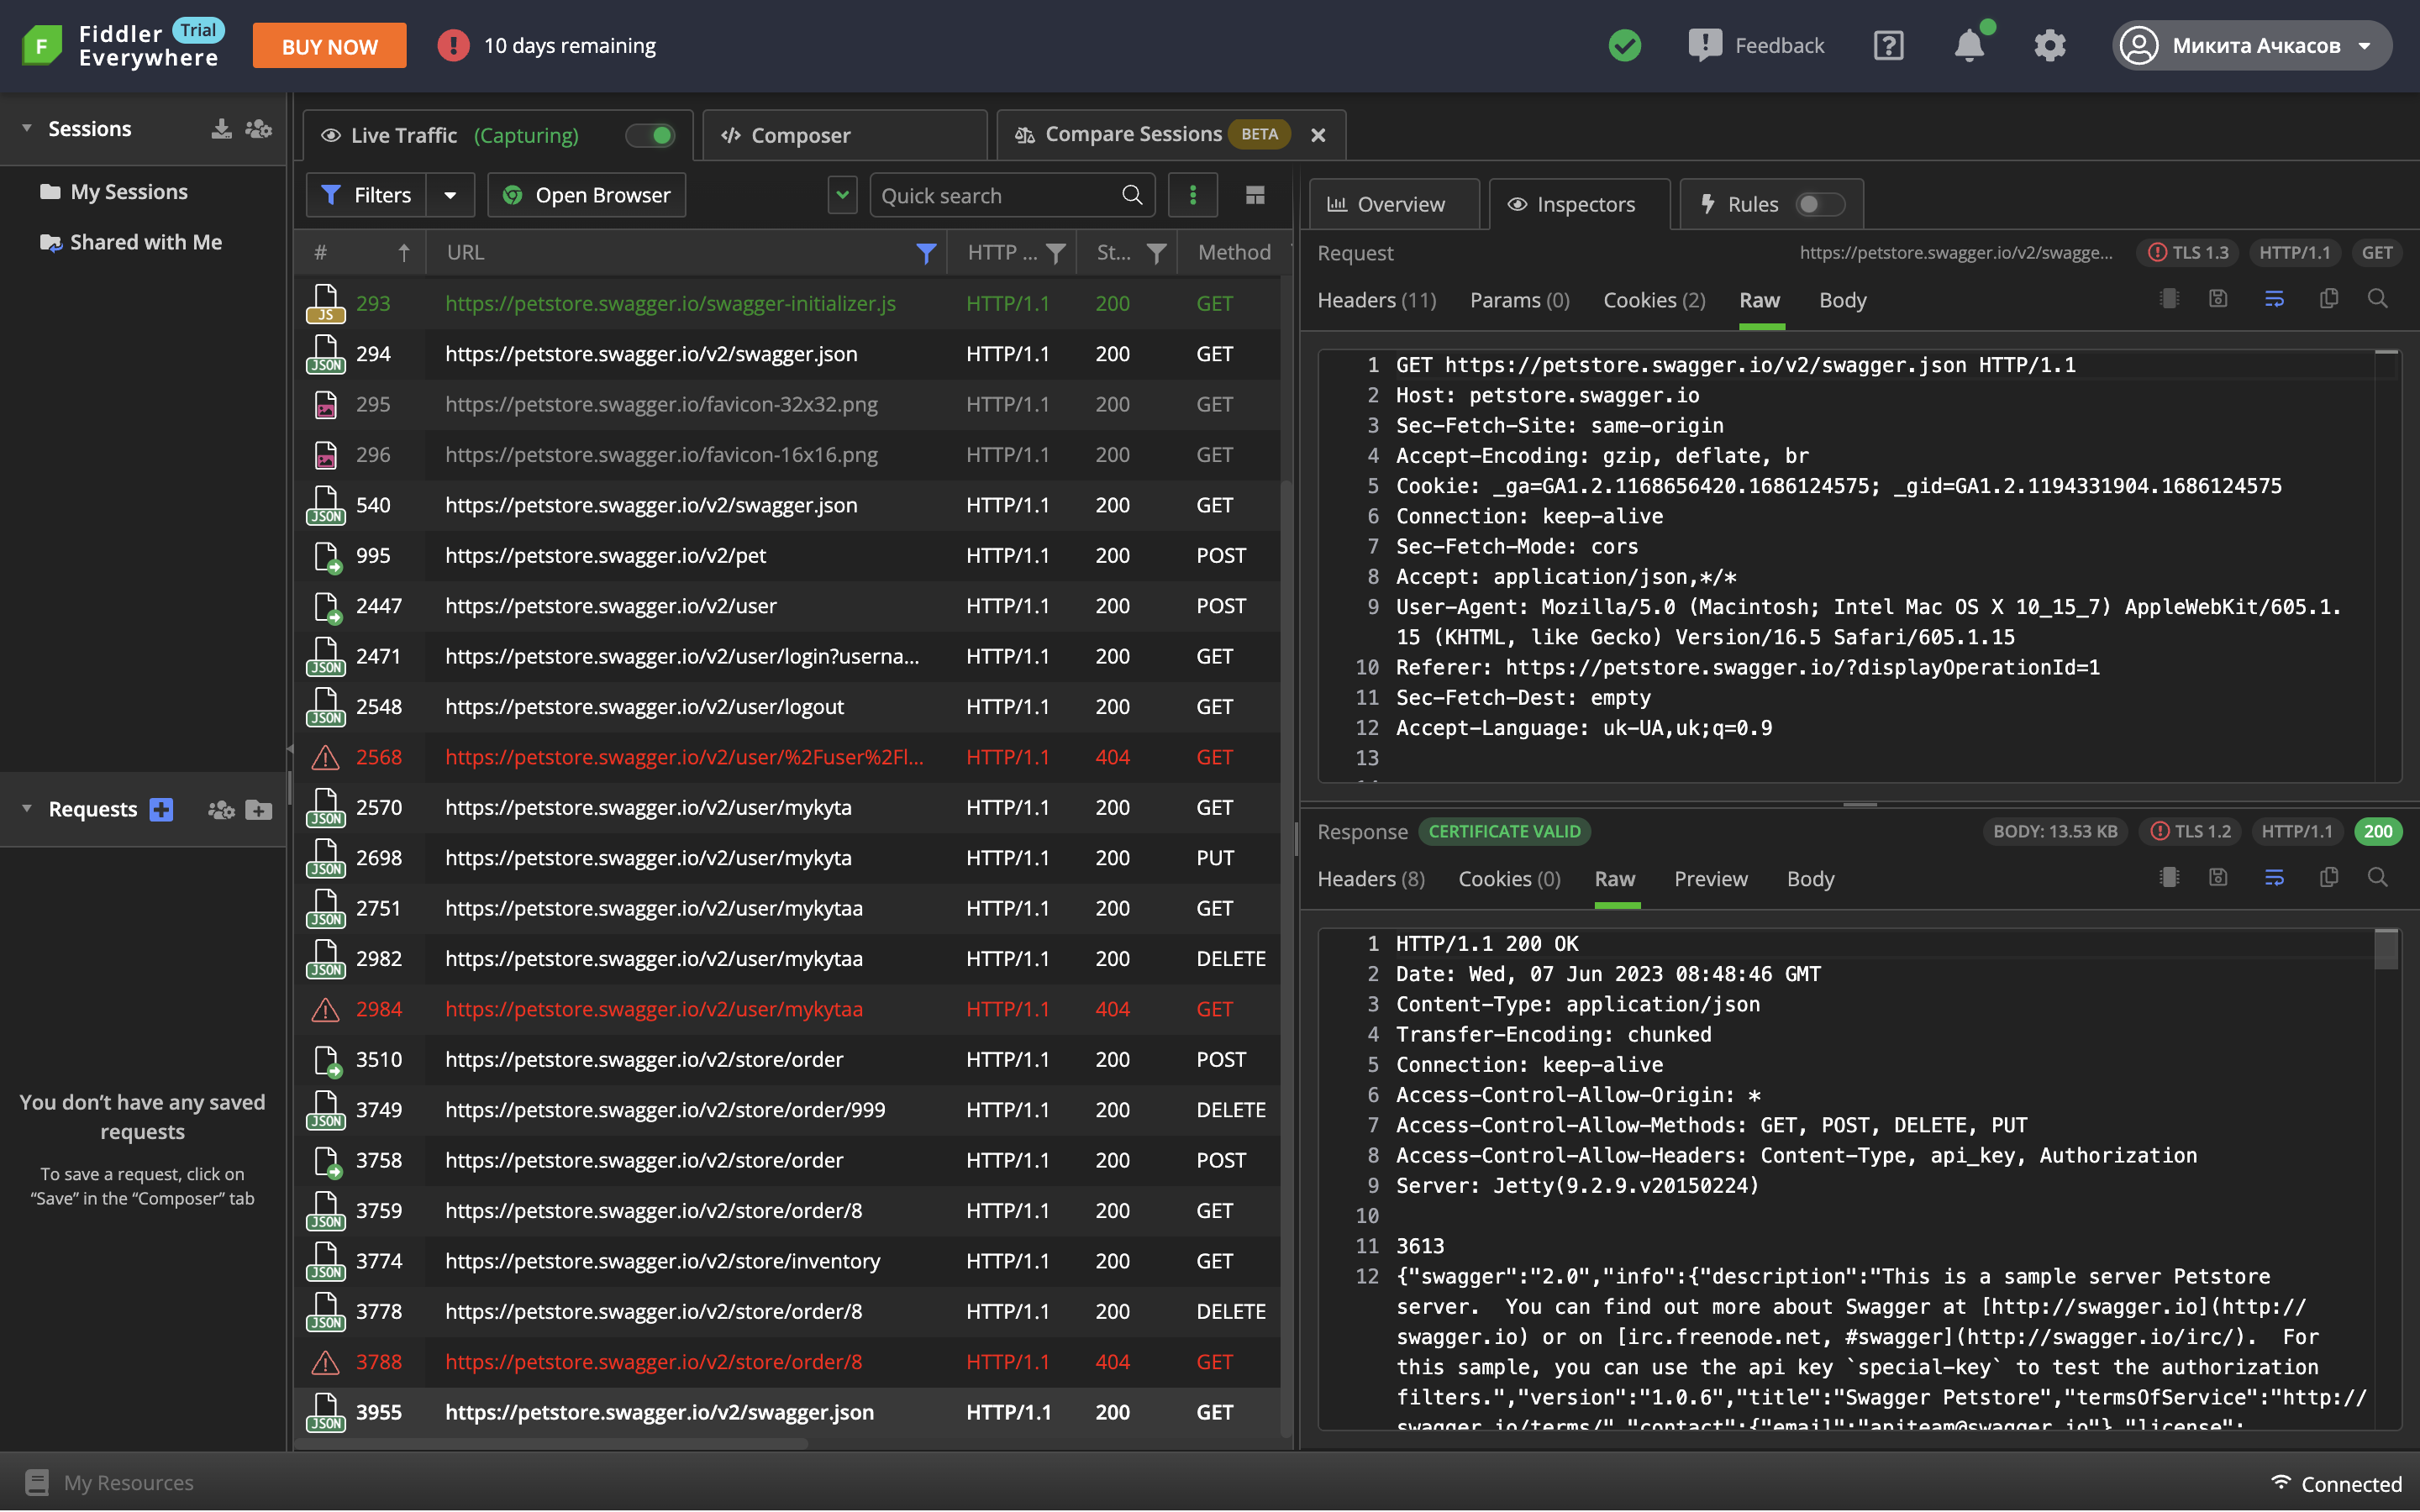 Fiddler Everywhere Trial
BUY NOW
10 days remaining
Feedback
Микита Ачкасов
Sessions
My Sessions
Shared with Me
Requests
You don’t have any saved
requests
To save a request, click on
“Save” in the “Composer” tab
Live Traffic (Capturing)
Composer
Compare Sessions BETA
Filters
Open Browser
Quick search
# URL HTTP ... St... Method
JS 293 https://petstore.swagger.io/swagger-initializer.js HTTP/1.1 200 GET
JSON 294 https://petstore.swagger.io/v2/swagger.json HTTP/1.1 200 GET
295 https://petstore.swagger.io/favicon-32x32.png HTTP/1.1 200 GET
296 https://petstore.swagger.io/favicon-16x16.png HTTP/1.1 200 GET
JSON 540 https://petstore.swagger.io/v2/swagger.json HTTP/1.1 200 GET
995 https://petstore.swagger.io/v2/pet HTTP/1.1 200 POST
2447 https://petstore.swagger.io/v2/user HTTP/1.1 200 POST
JSON 2471 https://petstore.swagger.io/v2/user/login?userna... HTTP/1.1 200 GET
JSON 2548 https://petstore.swagger.io/v2/user/logout HTTP/1.1 200 GET
2568 https://petstore.swagger.io/v2/user/%2Fuser%2Fl... HTTP/1.1 404 GET
JSON 2570 https://petstore.swagger.io/v2/user/mykyta HTTP/1.1 200 GET
JSON 2698 https://petstore.swagger.io/v2/user/mykyta HTTP/1.1 200 PUT
JSON 2751 https://petstore.swagger.io/v2/user/mykytaa HTTP/1.1 200 GET
JSON 2982 https://petstore.swagger.io/v2/user/mykytaa HTTP/1.1 200 DELETE
2984 https://petstore.swagger.io/v2/user/mykytaa HTTP/1.1 404 GET
3510 https://petstore.swagger.io/v2/store/order HTTP/1.1 200 POST
JSON 3749 https://petstore.swagger.io/v2/store/order/999 HTTP/1.1 200 DELETE
3758 https://petstore.swagger.io/v2/store/order HTTP/1.1 200 POST
JSON 3759 https://petstore.swagger.io/v2/store/order/8 HTTP/1.1 200 GET
JSON 3774 https://petstore.swagger.io/v2/store/inventory HTTP/1.1 200 GET
JSON 3778 https://petstore.swagger.io/v2/store/order/8 HTTP/1.1 200 DELETE
3788 https://petstore.swagger.io/v2/store/order/8 HTTP/1.1 404 GET
JSON 3955 https://petstore.swagger.io/v2/swagger.json HTTP/1.1 200 GET
Overview
Inspectors
Rules
Request https://petstore.swagger.io/v2/swagge... TLS 1.3 HTTP/1.1 GET
Headers (11) Params (0) Cookies (2) Raw Body
1 GET https://petstore.swagger.io/v2/swagger.json HTTP/1.1
2 Host: petstore.swagger.io
3 Sec-Fetch-Site: same-origin
4 Accept-Encoding: gzip, deflate, br
5 Cookie: _ga=GA1.2.1168656420.1686124575; _gid=GA1.2.1194331904.1686124575
6 Connection: keep-alive
7 Sec-Fetch-Mode: cors
8 Accept: application/json,*/*
9 User-Agent: Mozilla/5.0 (Macintosh; Intel Mac OS X 10_15_7) AppleWebKit/605.1.
15 (KHTML, like Gecko) Version/16.5 Safari/605.1.15
10 Referer: https://petstore.swagger.io/?displayOperationId=1
11 Sec-Fetch-Dest: empty
12 Accept-Language: uk-UA,uk;q=0.9
13
Response CERTIFICATE VALID BODY: 13.53 KB TLS 1.2 HTTP/1.1 200
Headers (8) Cookies (0) Raw Preview Body
1 HTTP/1.1 200 OK
2 Date: Wed, 07 Jun 2023 08:48:46 GMT
3 Content-Type: application/json
4 Transfer-Encoding: chunked
5 Connection: keep-alive
6 Access-Control-Allow-Origin: *
7 Access-Control-Allow-Methods: GET, POST, DELETE, PUT
8 Access-Control-Allow-Headers: Content-Type, api_key, Authorization
9 Server: Jetty(9.2.9.v20150224)
10
11 3613
12 {"swagger":"2.0","info":{"description":"This is a sample server Petstore
server.  You can find out more about Swagger at [http://swagger.io](http://
swagger.io) or on [irc.freenode.net, #swagger](http://swagger.io/irc/).  For
this sample, you can use the api key `special-key` to test the authorization
filters.","version":"1.0.6","title":"Swagger Petstore","termsOfService":"http://
swagger.io/terms/","contact":{"email":"apiteam@swagger.io"},"license":
My Resources
Connected